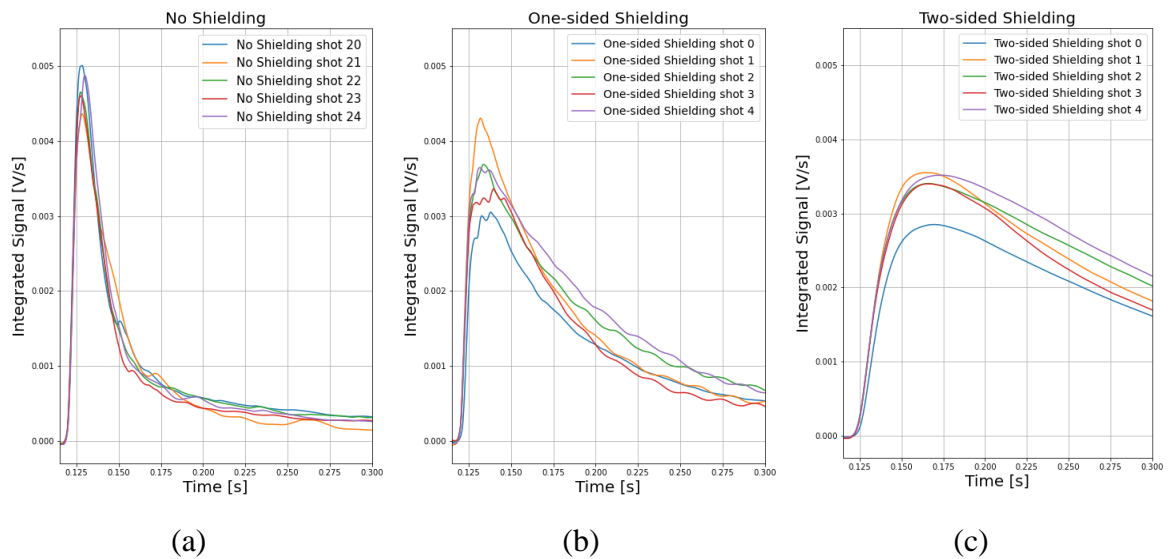 No Shielding
No Shielding shot 20
No Shielding shot 21
No Shielding shot 22
No Shielding shot 23
No Shielding shot 24
Integrated Signal [V/s]
0.005
0.004
0.003
0.002
0.001
0.000
0.125 0.150 0.175 0.200 0.225 0.250 0.275 0.300
Time [s]
(a)
One-sided Shielding
One-sided Shielding shot 0
One-sided Shielding shot 1
One-sided Shielding shot 2
One-sided Shielding shot 3
One-sided Shielding shot 4
Integrated Signal [V/s]
0.005
0.004
0.003
0.002
0.001
0.000
0.125 0.150 0.175 0.200 0.225 0.250 0.275 0.300
Time [s]
(b)
Two-sided Shielding
Two-sided Shielding shot 0
Two-sided Shielding shot 1
Two-sided Shielding shot 2
Two-sided Shielding shot 3
Two-sided Shielding shot 4
Integrated Signal [V/s]
0.005
0.004
0.003
0.002
0.001
0.000
0.125 0.150 0.175 0.200 0.225 0.250 0.275 0.300
Time [s]
(c)